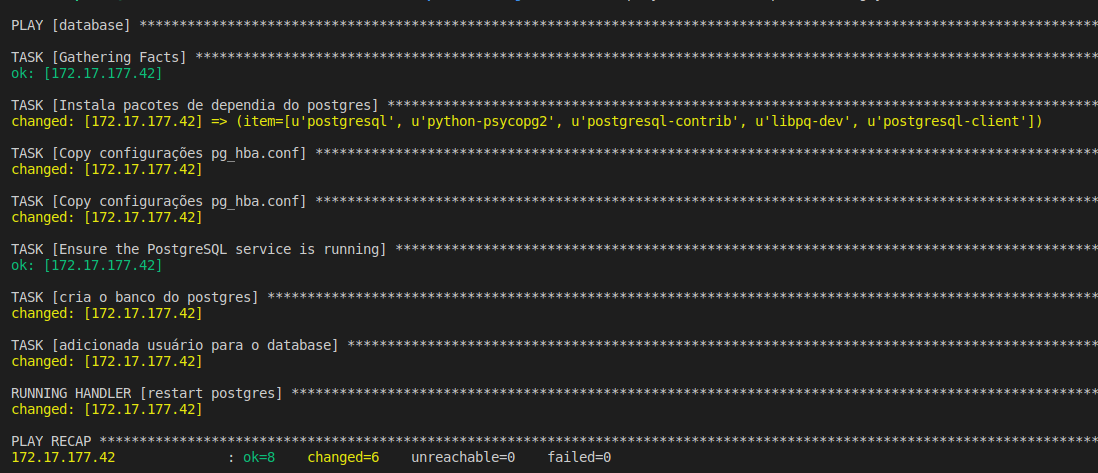 PLAY [database] ****************************************************************************************************************************
TASK [Gathering Facts] *********************************************************************************************************************
ok: [172.17.177.42]
TASK [Instala pacotes de dependia do postgres] *****************************************************************************************
changed: [172.17.177.42] => (item=[u'postgresql', u'python-psycopg2', u'postgresql-contrib', u'libpq-dev', u'postgresql-client'])
TASK [Copy configurações pg_hba.conf] **************************************************************************************************
changed: [172.17.177.42]
TASK [Copy configurações pg_hba.conf] **************************************************************************************************
changed: [172.17.177.42]
TASK [Ensure the PostgreSQL service is running] ****************************************************************************************
ok: [172.17.177.42]
TASK [cria o banco do postgres] ********************************************************************************************************
changed: [172.17.177.42]
TASK [adicionada usuário para o database] **********************************************************************************************
changed: [172.17.177.42]
RUNNING HANDLER [restart postgres] *****************************************************************************************************
changed: [172.17.177.42]
PLAY RECAP *****************************************************************************************************************************
172.17.177.42 : ok=8 changed=6 unreachable=0 failed=0